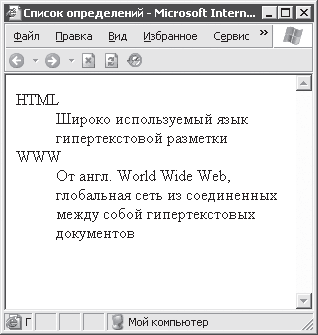 Список определений - Microsoft Intern...
Файл Правка Вид Избранное Сервис »
HTML
Широко используемый язык
гипертекстовой разметки
WWW
От англ. World Wide Web,
глобальная сеть из соединенных
между собой гипертекстовых
документов
Г Мой компьютер